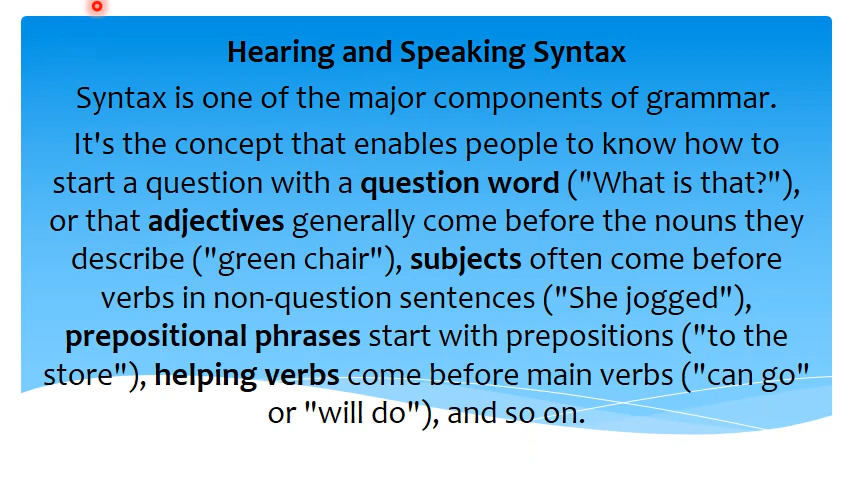 Hearing and Speaking Syntax
Syntax is one of the major components of grammar.
It's the concept that enables people to know how to
start a question with a question word ("What is that?"),
or that adjectives generally come before the nouns they
describe ("green chair"), subjects often come before
verbs in non-question sentences ("She jogged"),
prepositional phrases start with prepositions ("to the
store"), helping verbs come before main verbs ("can go"
or "will do"), and so on.